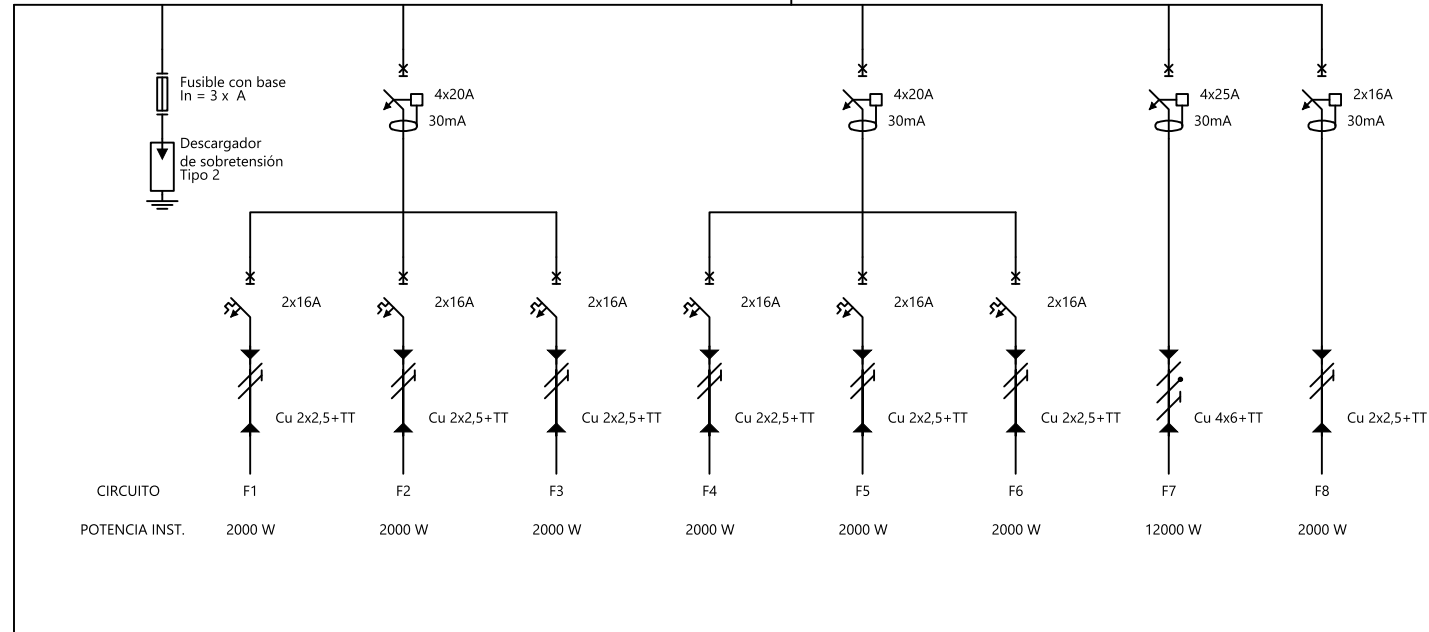 Fusible con base
In = 3 x  A
Descargador
de sobretensión
Tipo 2
4x20A
30mA
4x20A
30mA
4x25A
30mA
2x16A
30mA
2x16A
2x16A
2x16A
2x16A
2x16A
2x16A
Cu 2x2,5+TT
Cu 2x2,5+TT
Cu 2x2,5+TT
Cu 2x2,5+TT
Cu 2x2,5+TT
Cu 2x2,5+TT
Cu 4x6+TT
Cu 2x2,5+TT
CIRCUITO F1 F2 F3 F4 F5 F6 F7 F8
POTENCIA INST. 2000 W 2000 W 2000 W 2000 W 2000 W 2000 W 12000 W 2000 W